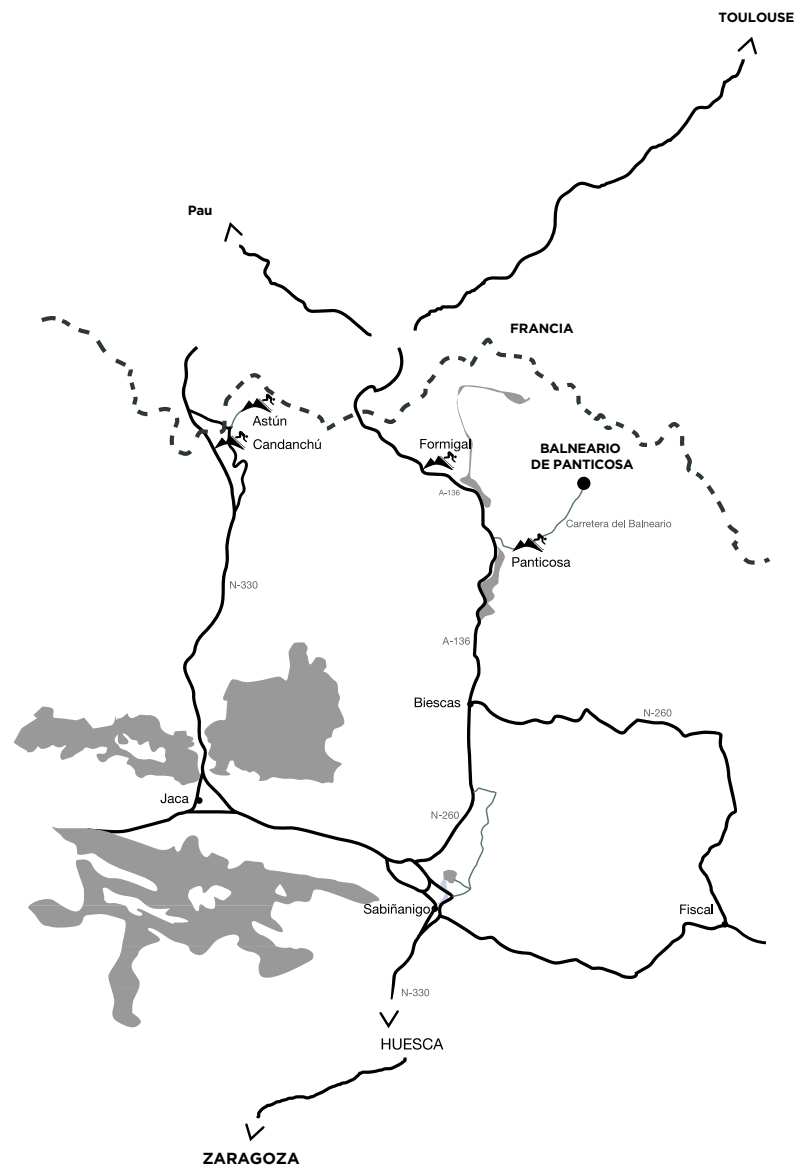 TOULOUSE
Pau
FRANCIA
Astún
Candanchú
Formigal
BALNEARIO
DE PANTICOSA
A-136
Carretera del Balneario
Panticosa
N-330
A-136
Biescas
N-260
Jaca
N-260
Sabiñanigo
Fiscal
N-330
HUESCA
ZARAGOZA